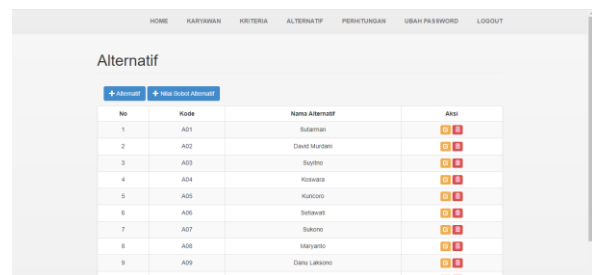 HOME KARYAWAN KRITERIA ALTERNATIF PERHITUNGAN UBAH PASSWORD LOGOUT
Alternatif
+ Alternatif + Nilai Bobot Alternatif
No Kode Nama Alternatif Aksi
1 A01 Sulaiman
2 A02 David Murdani
3 A03 Suyitno
4 A04 Koswara
5 A05 Kuncoro
6 A06 Setiawati
7 A07 Sukono
8 A08 Maryanto
9 A09 Danu Laksono